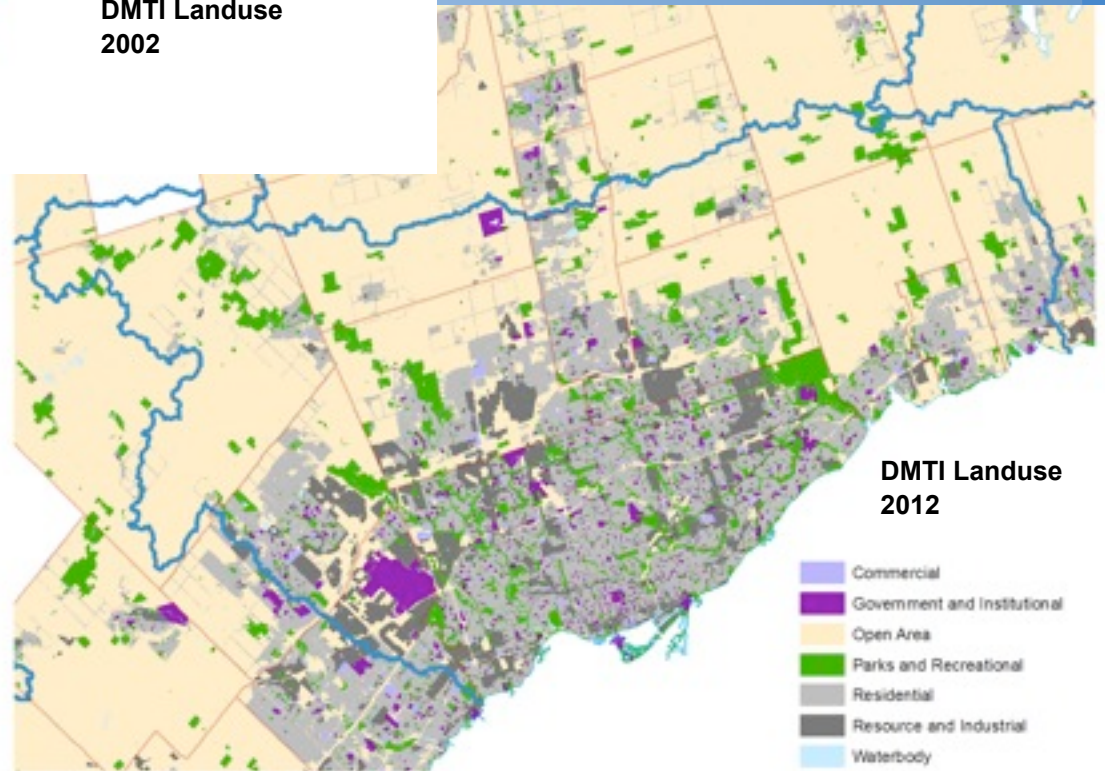 DMTI Landuse
2002
DMTI Landuse
2012
Commercial
Government and Institutional
Open Area
Parks and Recreational
Residential
Resource and Industrial
Waterbody